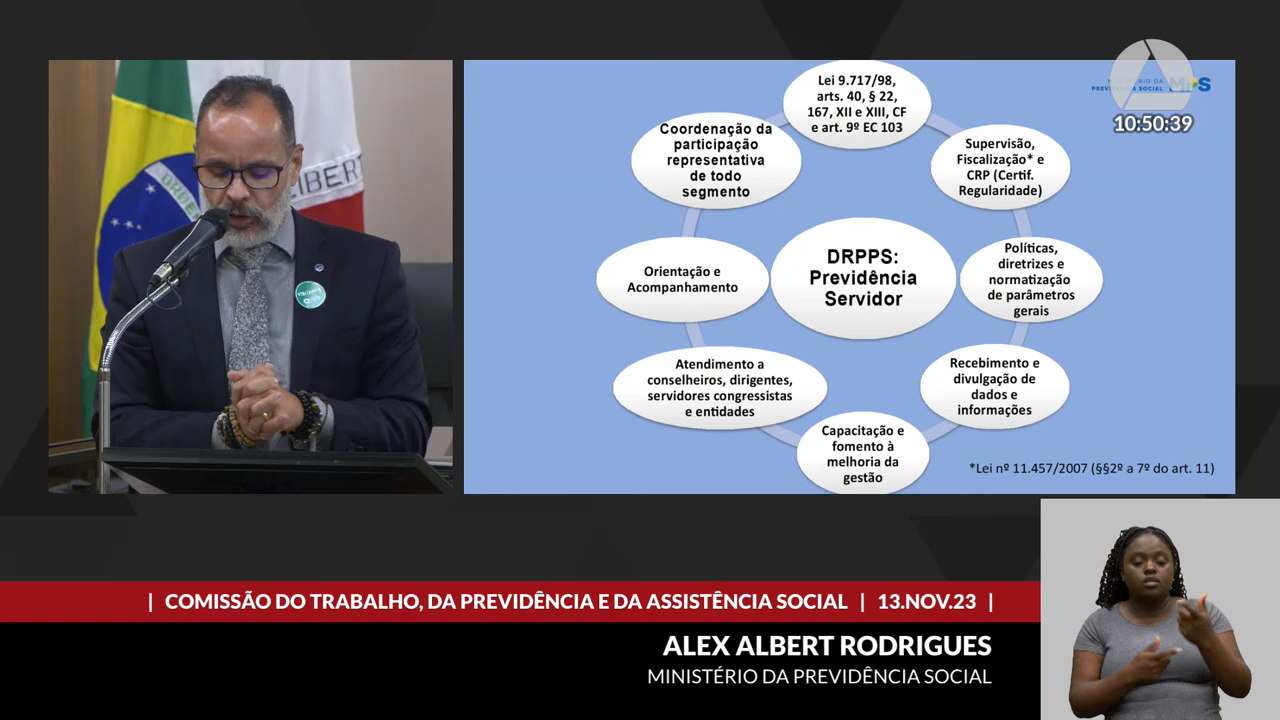 ORDE
LIBERT
Lei 9.717/98,
arts. 40, § 22,
167, XII e XIII, CF
e art. 9º EC 103
MPS
10:50:39
Coordenação da
participação
representativa
de todo
segmento
Supervisão,
Fiscalização* e
CRP (Certif.
Regularidade)
Orientação e
Acompanhamento
DRPPS:
Previdência
Servidor
Políticas,
diretrizes e
normatização
de parâmetros
gerais
Atendimento a
conselheiros, dirigentes,
servidores congressistas
e entidades
Recebimento e
divulgação de
dados e
informações
Capacitação e
fomento à
melhoria da
gestão
*Lei nº 11.457/2007 (§§2º a 7º do art. 11)
| COMISSÃO DO TRABALHO, DA PREVIDÊNCIA E DA ASSISTÊNCIA SOCIAL | 13.NOV.23 |
ALEX ALBERT RODRIGUES
MINISTÉRIO DA PREVIDÊNCIA SOCIAL